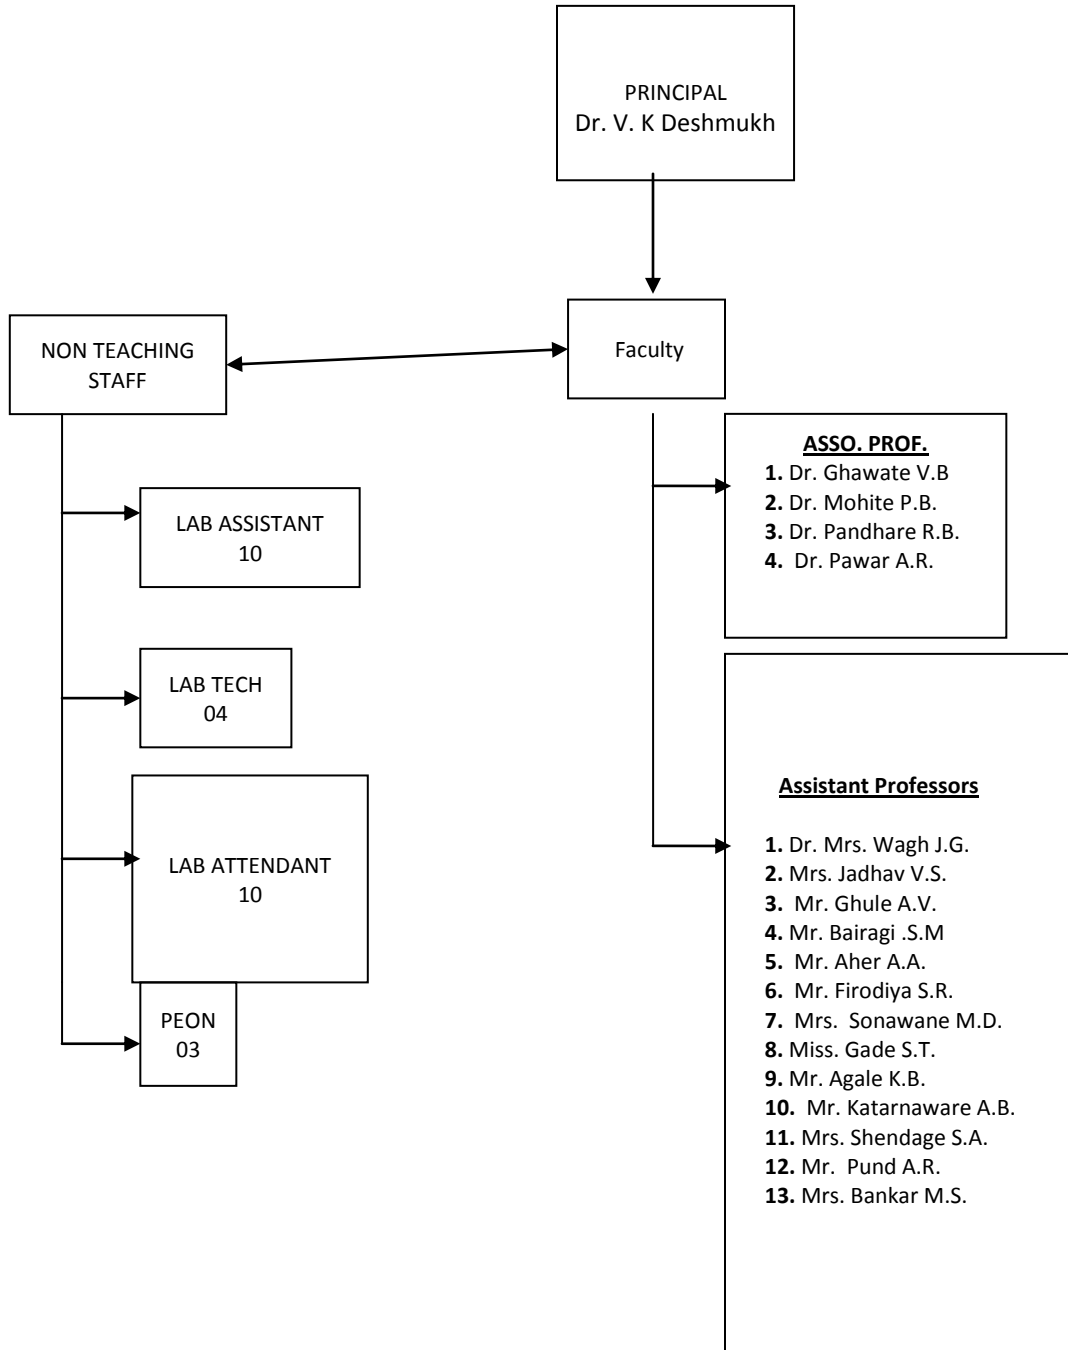 PRINCIPAL
Dr. V. K Deshmukh
NON TEACHING
STAFF
Faculty
LAB ASSISTANT
10
LAB TECH
04
LAB ATTENDANT
10
PEON
03
ASSO. PROF.
1. Dr. Ghawate V.B
2. Dr. Mohite P.B.
3. Dr. Pandhare R.B.
4. Dr. Pawar A.R.
Assistant Professors
1. Dr. Mrs. Wagh J.G.
2. Mrs. Jadhav V.S.
3. Mr. Ghule A.V.
4. Mr. Bairagi .S.M
5. Mr. Aher A.A.
6. Mr. Firodiya S.R.
7. Mrs. Sonawane M.D.
8. Miss. Gade S.T.
9. Mr. Agale K.B.
10. Mr. Katarnaware A.B.
11. Mrs. Shendage S.A.
12. Mr. Pund A.R.
13. Mrs. Bankar M.S.